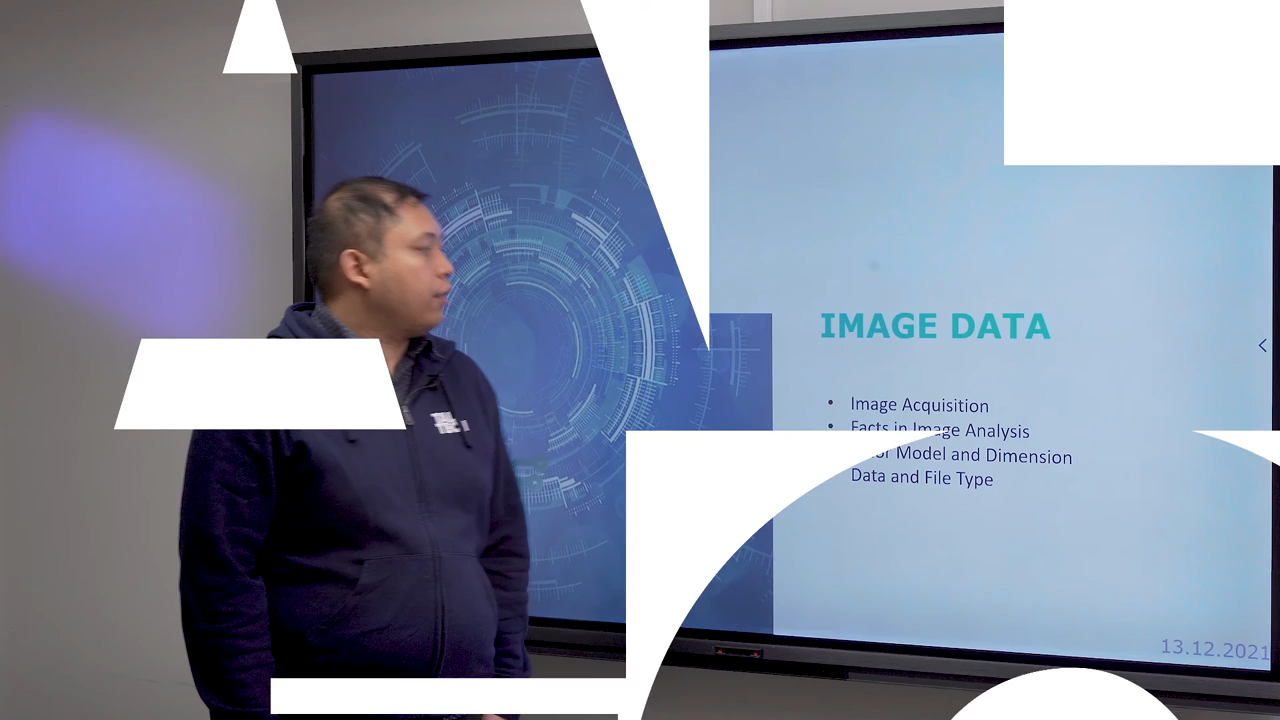 IMAGE DATA
• Image Acquisition
• Facts in Image Analysis
Model and Dimension
Data and File Type
13.12.2021